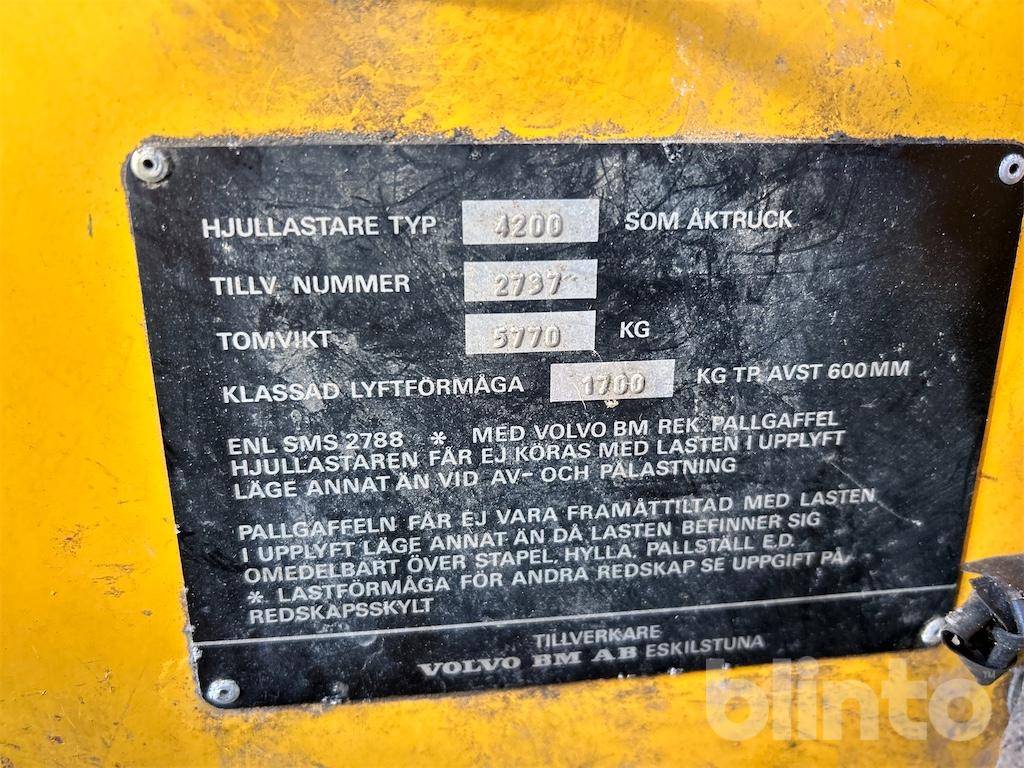 HJULLASTARE TYP 4200 SOM ÅKTRUCK
TILLV. NUMMER 2737
TOMVIKT 5770 KG
KLASSAD LYFTFÖRMÅGA 1700 KG TP. AVST 600 MM
ENL SMS 2788 * MED VOLVO BM REK. PALLGAFFEL
HJULLASTAREN FÅR EJ KÖRAS MED LASTEN I UPPLYFT
LÄGE ANNAT ÄN VID AV- OCH PÅLASTNING
PALLGAFFELN FÅR EJ VARA FRAMÅTTILTAD MED LASTEN
I UPPLYFT LÄGE ANNAT ÄN DÅ LASTEN BEFINNER SIG
OMEDELBART ÖVER STAPEL, HYLLA, PALLSTÄLL E.D.
* LASTFÖRMÅGA FÖR ANDRA REDSKAP SE UPPGIFT PÅ
REDSKAPSSKYLT
TILLVERKARE
VOLVO BM AB ESKILSTUNA
blinto™